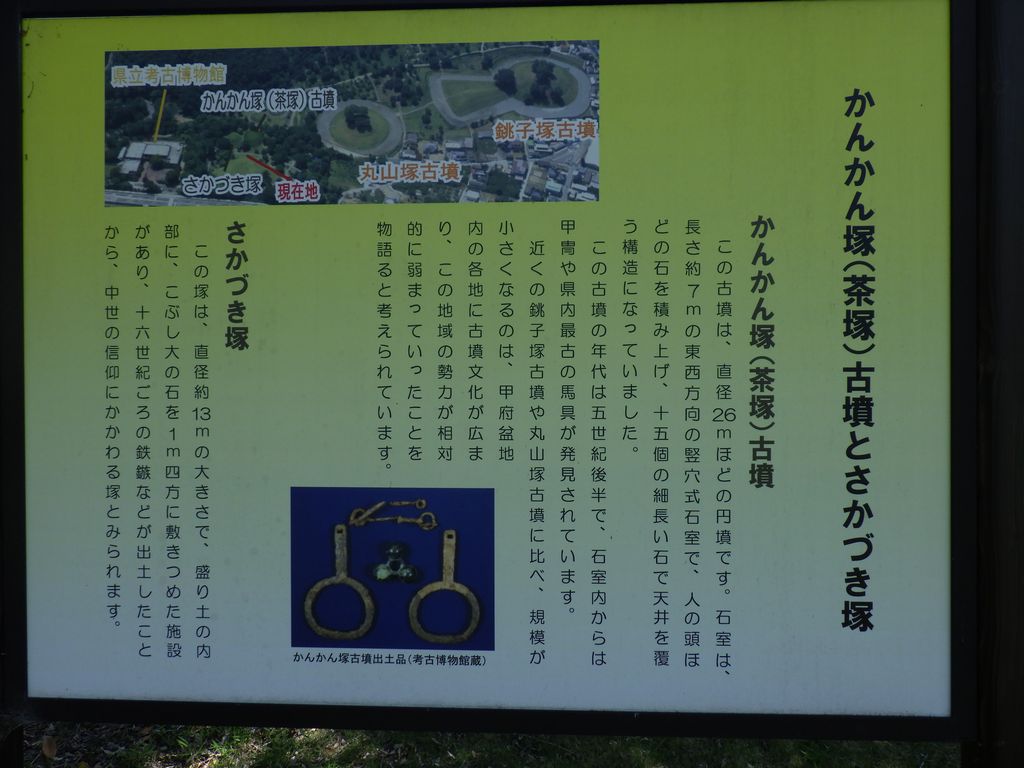 かんかん塚(茶塚)古墳とさかづき塚
県立考古博物館
かんかん塚(茶塚)古墳
銚子塚古墳
丸山塚古墳
さかづき塚
現在地
かんかん塚(茶塚)古墳
この古墳は、直径26mほどの円墳です。石室は、
長さ約7mの東西方向の竪穴式石室で、人の頭ほ
どの石を積み上げ、十五個の細長い石で天井を覆
う構造になっていました。
この古墳の年代は五世紀後半で、石室内からは
甲冑や県内最古の馬具が発見されています。
近くの銚子塚古墳や丸山塚古墳に比べ、規模が
小さくなるのは、甲府盆地
内の各地に古墳文化が広ま
り、この地域の勢力が相対
的に弱まっていったことを
物語ると考えられています。
かんかん塚古墳出土品(考古博物館蔵)
さかづき塚
この塚は、直径約13mの大きさで、盛り土の内
部に、こぶし大の石を1m四方に敷きつめた施設
があり、十六世紀ごろの鉄鏃などが出土したこと
から、中世の信仰にかかわる塚とみられます。